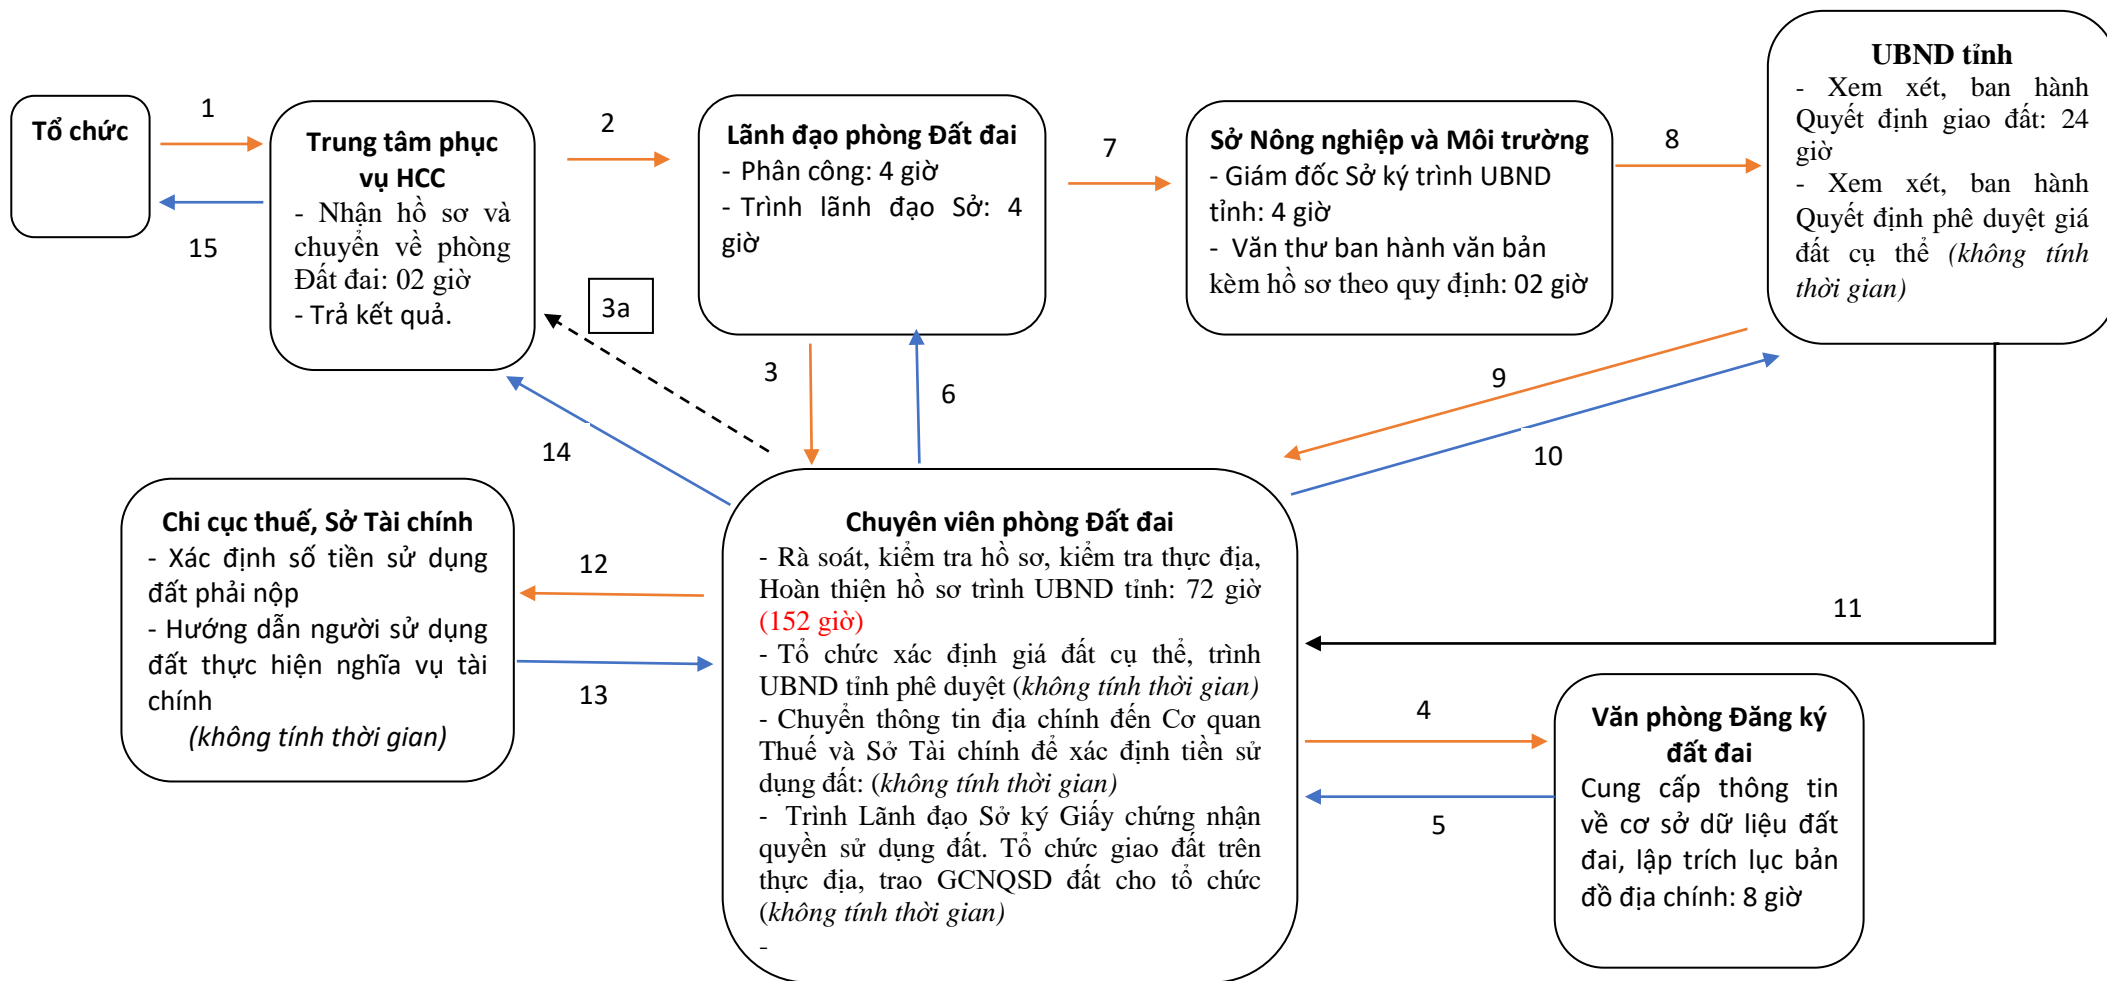 Tổ chức
1
15
Trung tâm phục
vụ HCC
- Nhận hồ sơ và
chuyển về phòng
Đất đai: 02 giờ
- Trả kết quả.
2
Lãnh đạo phòng Đất đai
- Phân công: 4 giờ
- Trình lãnh đạo Sở: 4
giờ
7
Sở Nông nghiệp và Môi trường
- Giám đốc Sở ký trình UBND
tỉnh: 4 giờ
- Văn thư ban hành văn bản
kèm hồ sơ theo quy định: 02 giờ
8
UBND tỉnh
- Xem xét, ban hành
Quyết định giao đất: 24
giờ
- Xem xét, ban hành
Quyết định phê duyệt giá
đất cụ thể (không tính
thời gian)
3a
3
6
9
10
14
11
Chi cục thuế, Sở Tài chính
- Xác định số tiền sử dụng
đất phải nộp
- Hướng dẫn người sử dụng
đất thực hiện nghĩa vụ tài
chính
(không tính thời gian)
12
13
Chuyên viên phòng Đất đai
- Rà soát, kiểm tra hồ sơ, kiểm tra thực địa,
Hoàn thiện hồ sơ trình UBND tỉnh: 72 giờ
(152 giờ)
- Tổ chức xác định giá đất cụ thể, trình
UBND tỉnh phê duyệt (không tính thời gian)
- Chuyển thông tin địa chính đến Cơ quan
Thuế và Sở Tài chính để xác định tiền sử
dụng đất: (không tính thời gian)
- Trình Lãnh đạo Sở ký Giấy chứng nhận
quyền sử dụng đất. Tổ chức giao đất trên
thực địa, trao GCNQSD đất cho tổ chức
(không tính thời gian)
-
4
5
Văn phòng Đăng ký
đất đai
Cung cấp thông tin
về cơ sở dữ liệu đất
đai, lập trích lục bản
đồ địa chính: 8 giờ